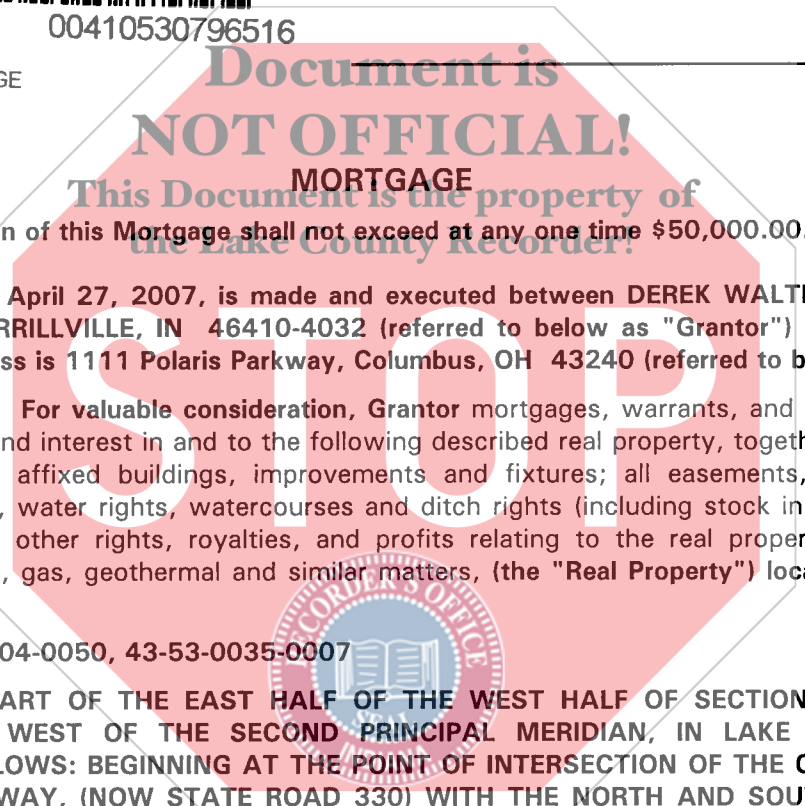 00410530796516
GE
Document is
NOT OFFICIAL!
MORTGAGE
This Document is the property of
n of this Mortgage shall not exceed at any one time $50,000.00.
the Lake County Recorder!
April 27, 2007, is made and executed between DEREK WALT
RRILLVILLE, IN 46410-4032 (referred to below as "Grantor")
ss is 1111 Polaris Parkway, Columbus, OH 43240 (referred to b
For valuable consideration, Grantor mortgages, warrants, and
nd interest in and to the following described real property, togeth
affixed buildings, improvements and fixtures; all easements,
, water rights, watercourses and ditch rights (including stock in
other rights, royalties, and profits relating to the real proper
, gas, geothermal and similar matters, (the "Real Property") loca
STOP
RECORDER'S OFFICE
04-0050, 43-53-0035-0007
ART OF THE EAST HALF OF THE WEST HALF OF SECTION
SEAL
WEST OF THE SECOND PRINCIPAL MERIDIAN, IN LAKE
INDIANA
LOWS: BEGINNING AT THE POINT OF INTERSECTION OF THE C
WAY, (NOW STATE ROAD 330) WITH THE NORTH AND SOU